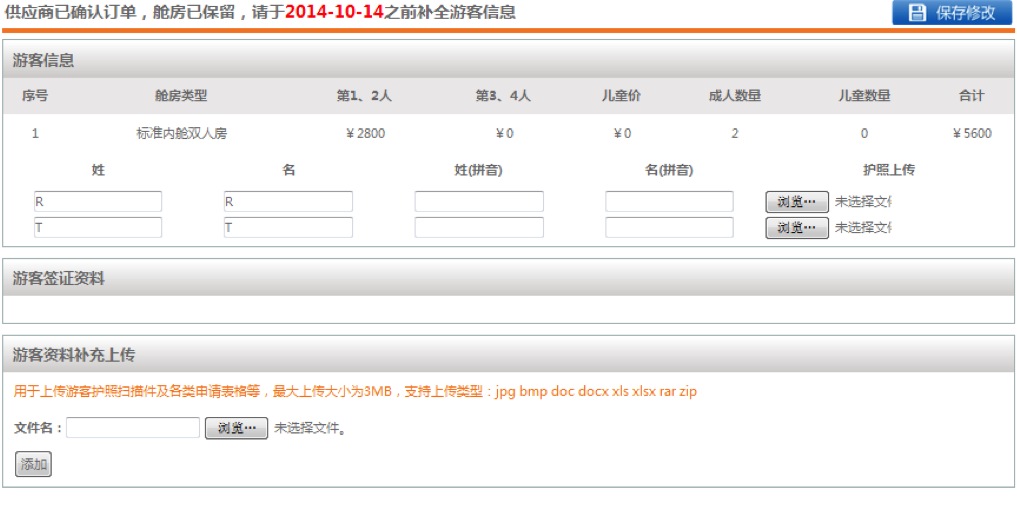 供应商已确认订单，舱房已保留，请于2014-10-14之前补全游客信息 保存修改
游客信息
序号 舱房类型 第1、2人 第3、4人 儿童价 成人数量 儿童数量 合计
1 标准内舱双人房 ￥2800 ￥0 ￥0 2 0 ￥5600
姓 名 姓(拼音) 名(拼音) 护照上传
R R 浏览… 未选择文
T T 浏览… 未选择文
游客签证资料
游客资料补充上传
用于上传游客护照扫描件及各类申请表格等，最大上传大小为3MB，支持上传类型：jpg bmp doc docx xls xlsx rar zip
文件名： 浏览… 未选择文件。
添加